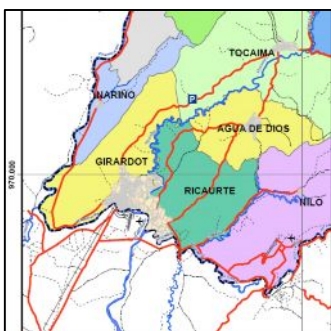 TOCAIMA
NARIÑO
P
AGUA DE DIOS
GIRARDOT
970.000
RICAURTE
NILO